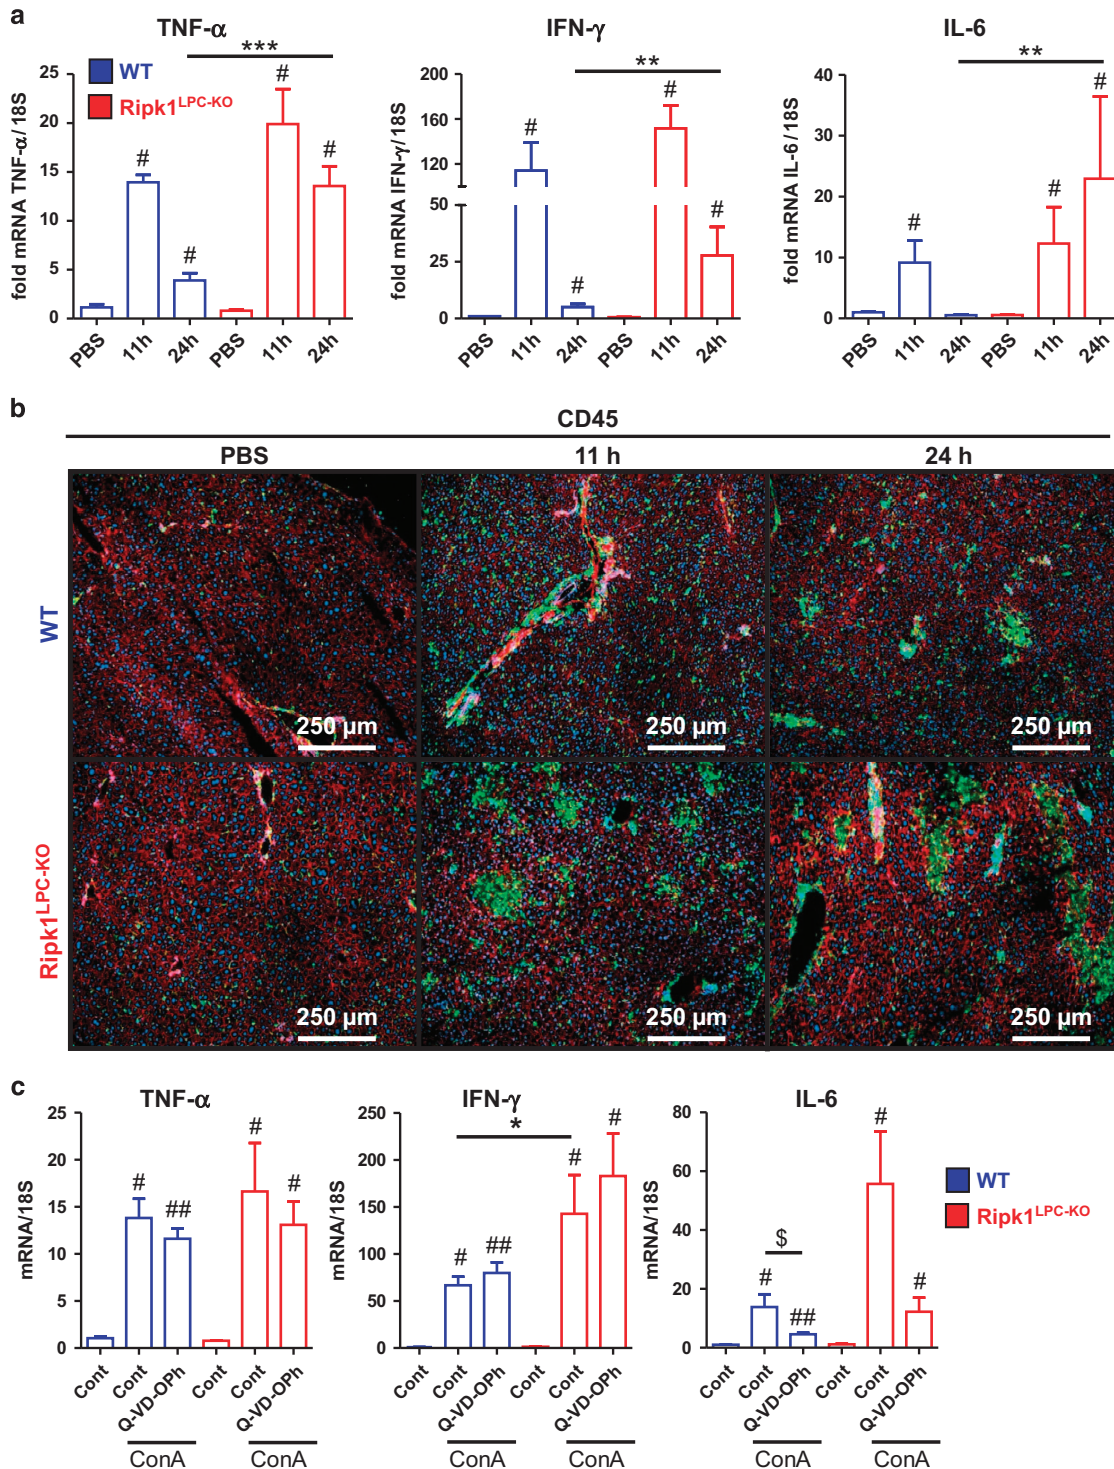 a
TNF-α
IFN-γ
IL-6
WT
Ripk1LPC-KO
***
**
**
fold mRNA TNF-α/18S
25
20
15
10
5
0
# # # #
PBS 11h 24h PBS 11h 24h
fold mRNA IFN-γ/18S
200
160
120
50
25
0
# # # #
PBS 11h 24h PBS 11h 24h
fold mRNA IL-6/18S
40
30
20
10
0
# # #
PBS 11h 24h PBS 11h 24h
b
CD45
PBS 11 h 24 h
WT
250 µm 250 µm 250 µm
Ripk1LPC-KO
250 µm 250 µm 250 µm
c
TNF-α
mRNA/18S
25
20
15
10
5
0
# ## # #
Cont Cont Q-VD-OPh Cont Cont Q-VD-OPh
ConA ConA
IFN-γ
mRNA/18S
250
200
150
100
50
0
*
# ## # #
Cont Cont Q-VD-OPh Cont Cont Q-VD-OPh
ConA ConA
IL-6
mRNA/18S
80
60
40
20
0
$
# ## # #
Cont Cont Q-VD-OPh Cont Cont Q-VD-OPh
ConA ConA
WT
Ripk1LPC-KO